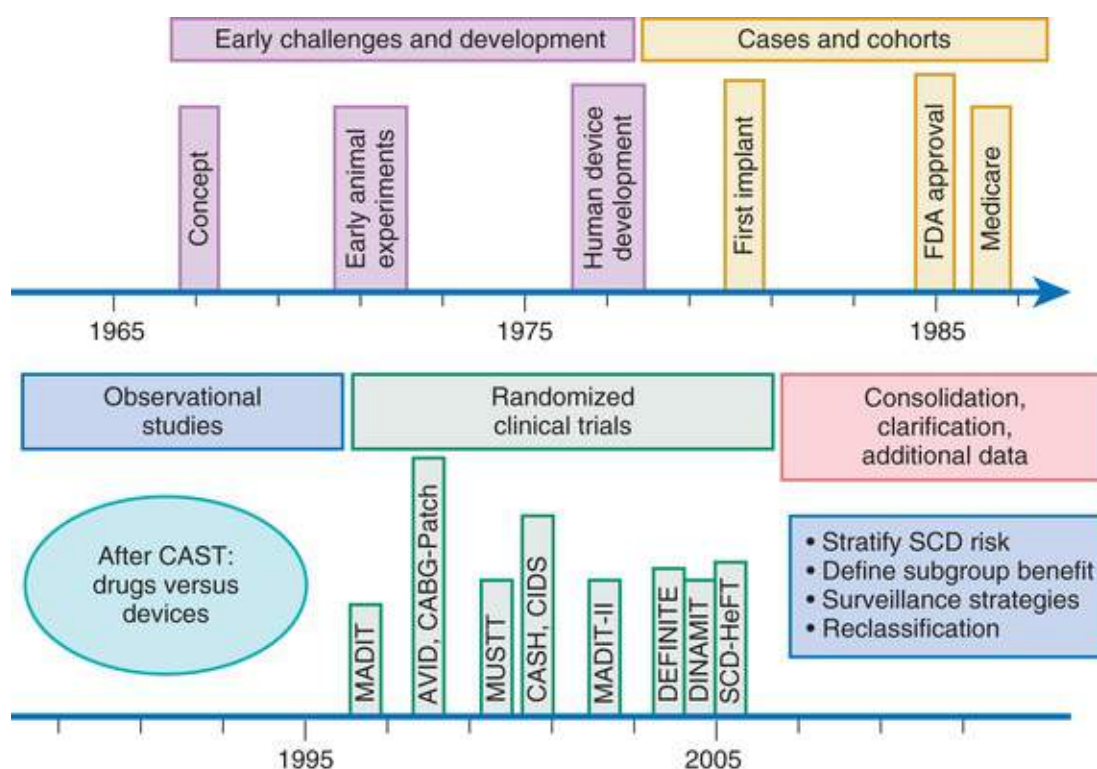 Early challenges and development
Cases and cohorts
Concept
Early animal
experiments
Human device
development
First implant
FDA approval
Medicare
1965
1975
1985
Observational
studies
Randomized
clinical trials
Consolidation,
clarification,
additional data
After CAST:
drugs versus
devices
MADIT
AVID, CABG-Patch
MUSTT
CASH, CIDS
MADIT-II
DEFINITE
DINAMIT
SCD-HeFT
• Stratify SCD risk
• Define subgroup benefit
• Surveillance strategies
• Reclassification
1995
2005